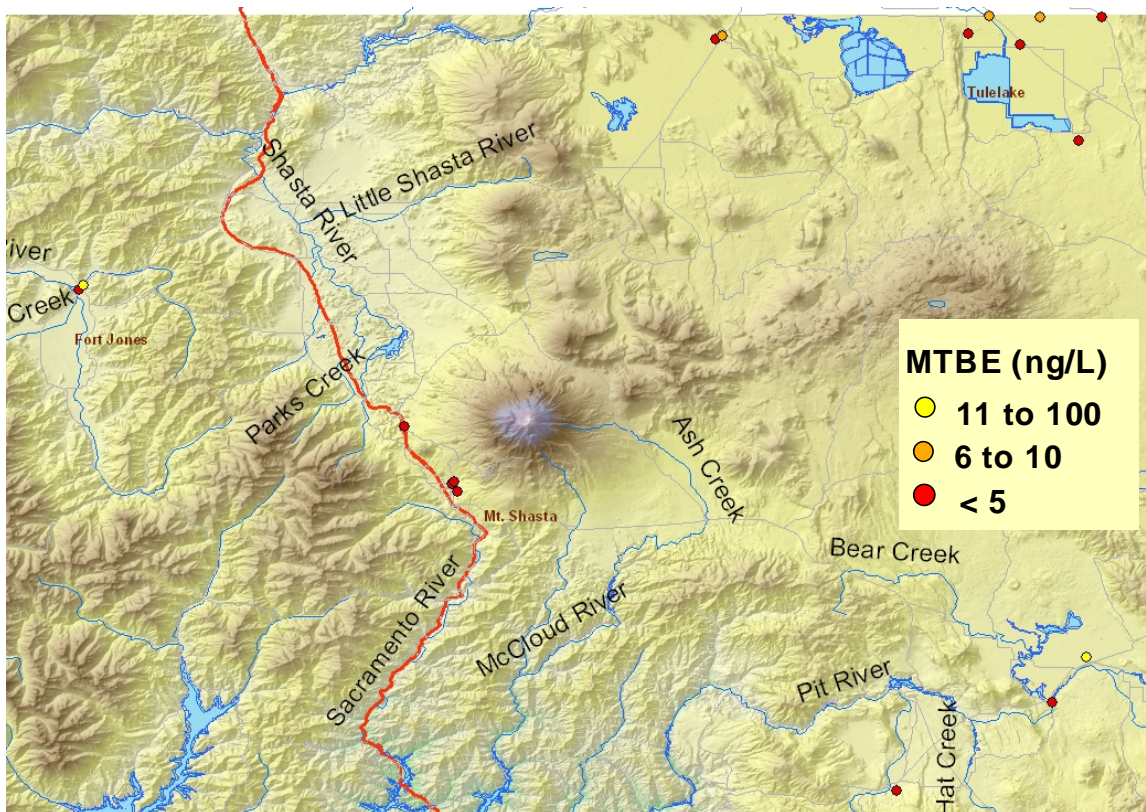 Tulelake
Shasta River
Little Shasta River
River
Creek
Fort Jones
Parks Creek
MTBE (ng/L)
11 to 100
6 to 10
< 5
Ash Creek
Mt. Shasta
Bear Creek
Sacramento River
McCloud River
Pit River
Hat Creek